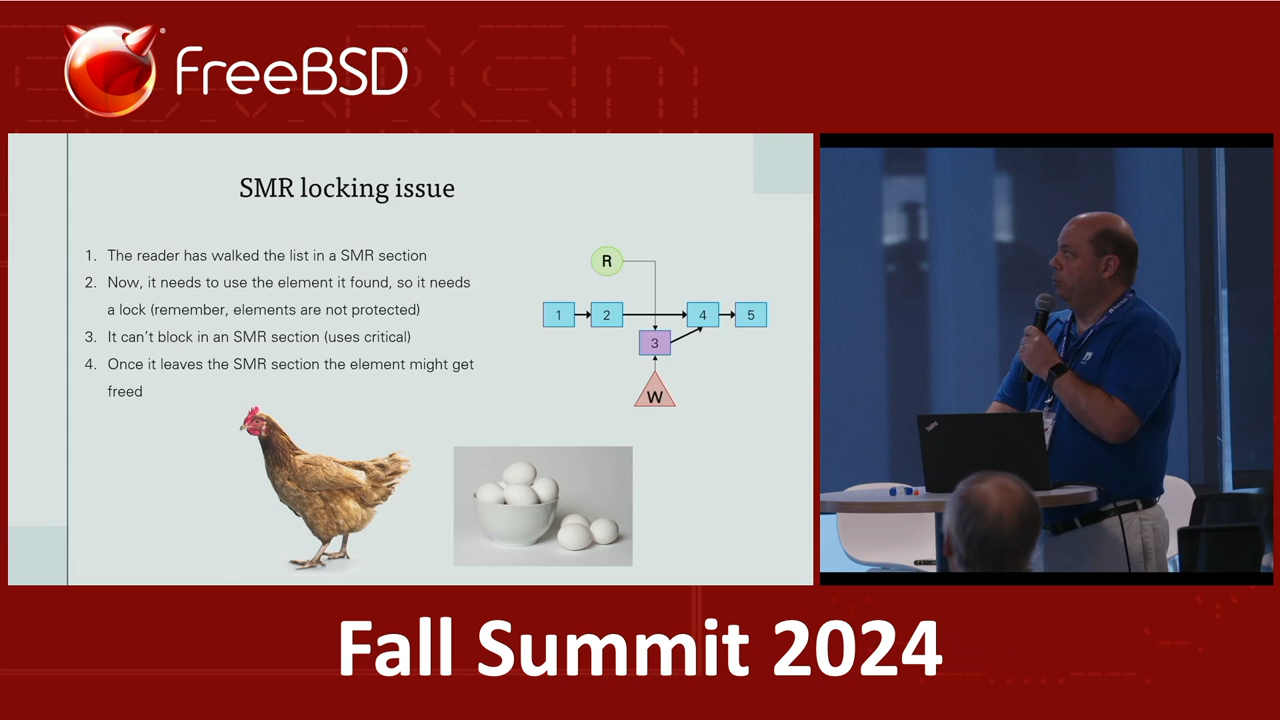 FreeBSD®
SMR locking issue
1. The reader has walked the list in a SMR section
2. Now, it needs to use the element it found, so it needs
a lock (remember, elements are not protected)
3. It can't block in an SMR section (uses critical)
4. Once it leaves the SMR section the element might get
freed
R
1 2 4 5
3
W
ThinkPad
Fall Summit 2024